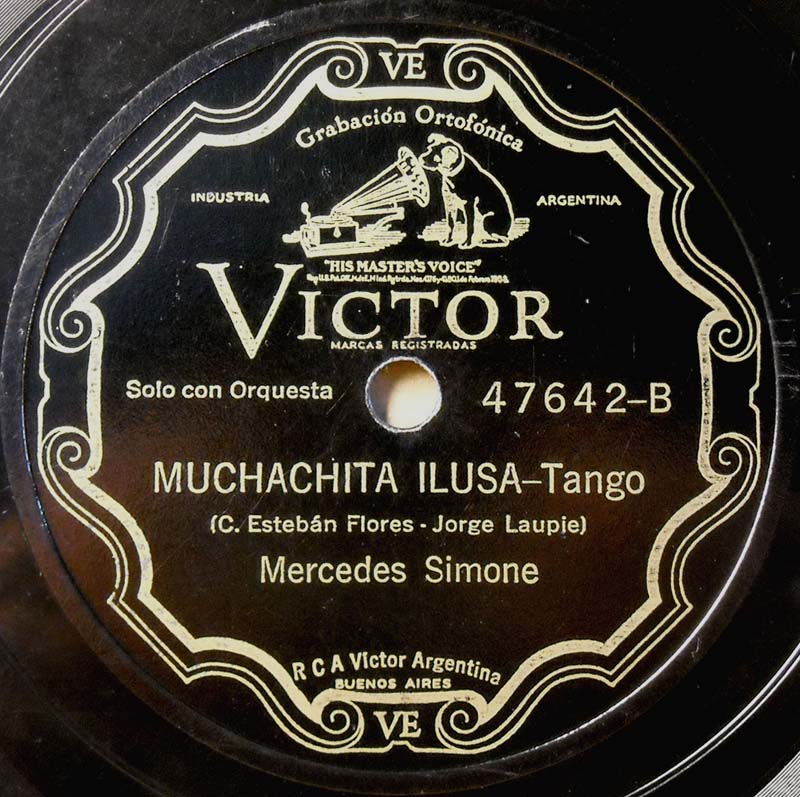 VE
Grabación Ortofónica
INDUSTRIA
ARGENTINA
"HIS MASTER'S VOICE"
VICTOR
MARCAS REGISTRADAS
Solo con Orquesta
47642-B
MUCHACHITA ILUSA-Tango
(C. Estebán Flores - Jorge Laupie)
Mercedes Simone
R C A Victor Argentina
BUENOS AIRES
VE